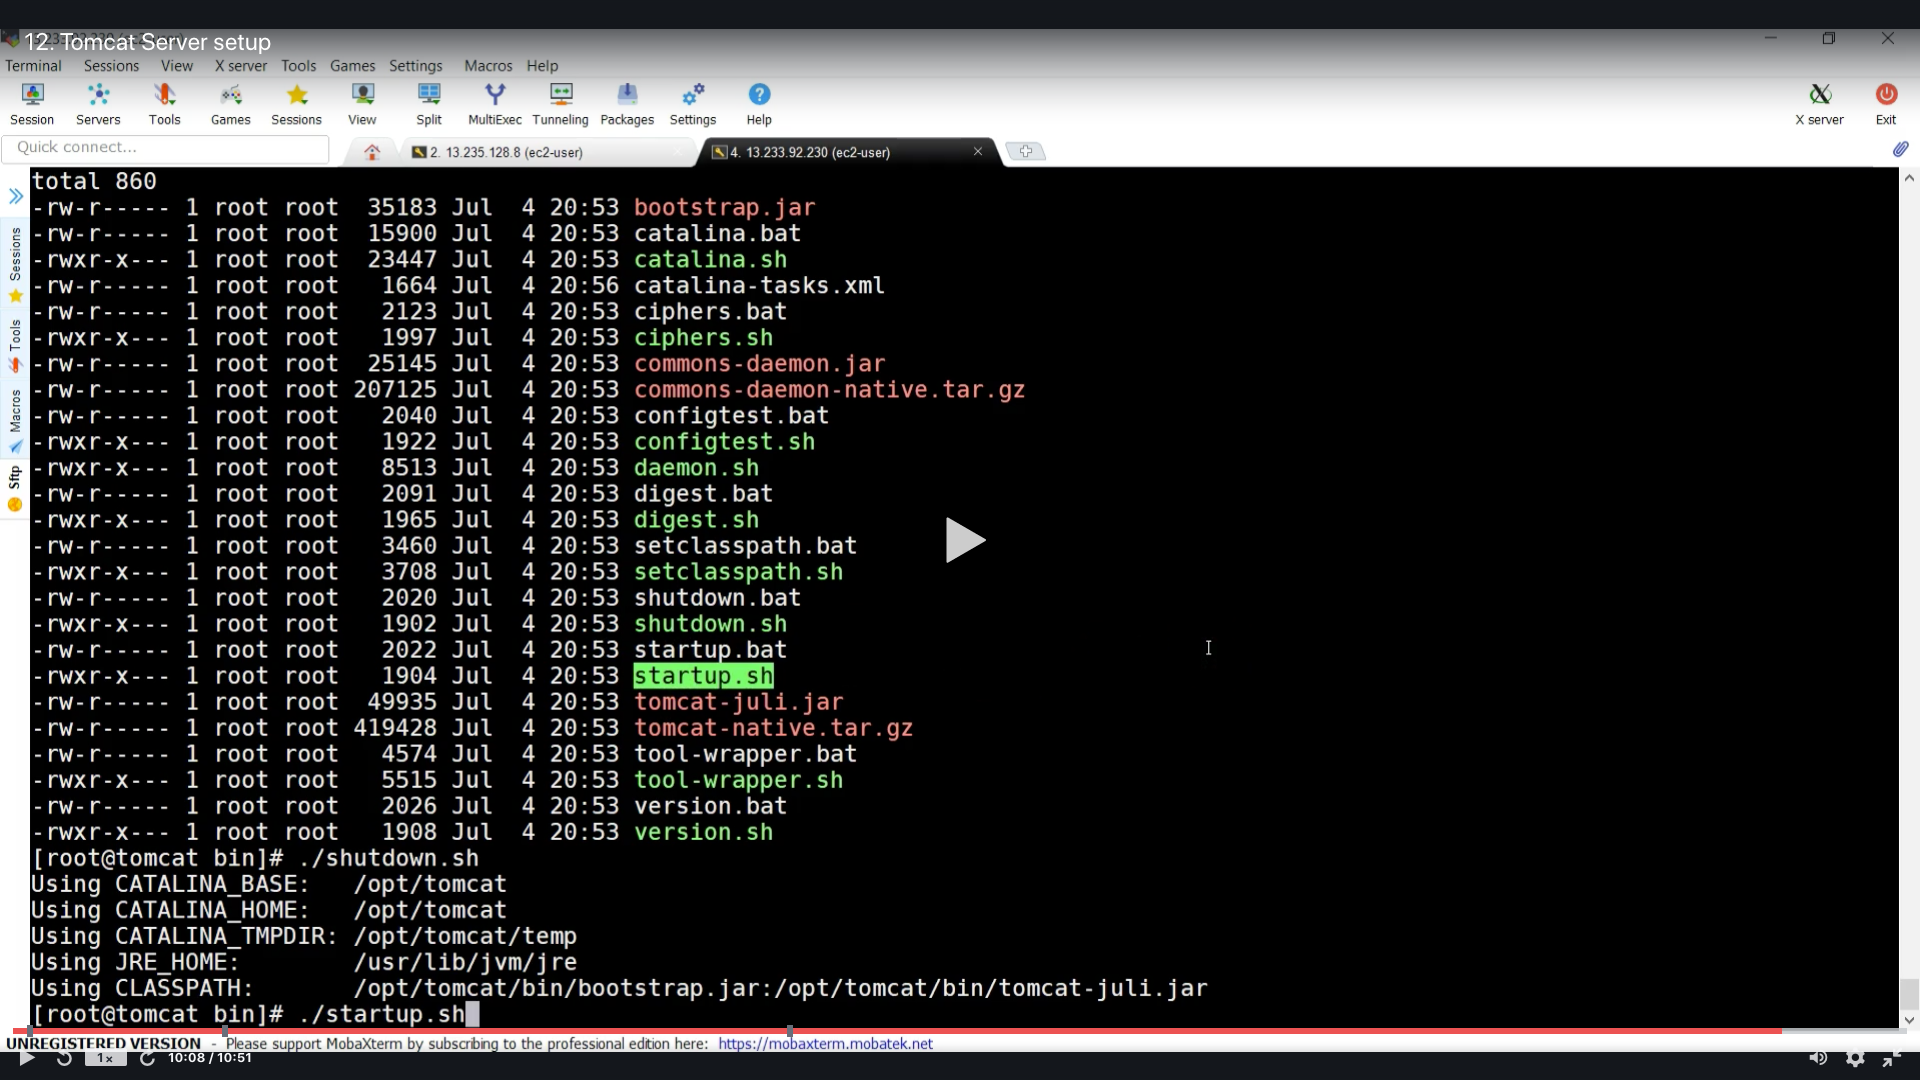 12. Tomcat Server setup
Terminal Sessions View X server Tools Games Settings Macros Help
Session Servers Tools Games Sessions View Split MultiExec Tunneling Packages Settings Help X server Exit
Quick connect...
2. 13.235.128.8 (ec2-user)
4. 13.233.92.230 (ec2-user)
Sessions
Tools
Macros
Sftp
total 860
-rw-r----- 1 root root  35183 Jul  4 20:53 bootstrap.jar
-rw-r----- 1 root root  15900 Jul  4 20:53 catalina.bat
-rwxr-x--- 1 root root  23447 Jul  4 20:53 catalina.sh
-rw-r----- 1 root root   1664 Jul  4 20:56 catalina-tasks.xml
-rw-r----- 1 root root   2123 Jul  4 20:53 ciphers.bat
-rwxr-x--- 1 root root   1997 Jul  4 20:53 ciphers.sh
-rw-r----- 1 root root  25145 Jul  4 20:53 commons-daemon.jar
-rw-r----- 1 root root 207125 Jul  4 20:53 commons-daemon-native.tar.gz
-rw-r----- 1 root root   2040 Jul  4 20:53 configtest.bat
-rwxr-x--- 1 root root   1922 Jul  4 20:53 configtest.sh
-rwxr-x--- 1 root root   8513 Jul  4 20:53 daemon.sh
-rw-r----- 1 root root   2091 Jul  4 20:53 digest.bat
-rwxr-x--- 1 root root   1965 Jul  4 20:53 digest.sh
-rw-r----- 1 root root   3460 Jul  4 20:53 setclasspath.bat
-rwxr-x--- 1 root root   3708 Jul  4 20:53 setclasspath.sh
-rw-r----- 1 root root   2020 Jul  4 20:53 shutdown.bat
-rwxr-x--- 1 root root   1902 Jul  4 20:53 shutdown.sh
-rw-r----- 1 root root   2022 Jul  4 20:53 startup.bat
-rwxr-x--- 1 root root   1904 Jul  4 20:53 startup.sh
-rw-r----- 1 root root  49935 Jul  4 20:53 tomcat-juli.jar
-rw-r----- 1 root root 419428 Jul  4 20:53 tomcat-native.tar.gz
-rw-r----- 1 root root   4574 Jul  4 20:53 tool-wrapper.bat
-rwxr-x--- 1 root root   5515 Jul  4 20:53 tool-wrapper.sh
-rw-r----- 1 root root   2026 Jul  4 20:53 version.bat
-rwxr-x--- 1 root root   1908 Jul  4 20:53 version.sh
[root@tomcat bin]# ./shutdown.sh
Using CATALINA_BASE:   /opt/tomcat
Using CATALINA_HOME:   /opt/tomcat
Using CATALINA_TMPDIR: /opt/tomcat/temp
Using JRE_HOME:        /usr/lib/jvm/jre
Using CLASSPATH:       /opt/tomcat/bin/bootstrap.jar:/opt/tomcat/bin/tomcat-juli.jar
[root@tomcat bin]# ./startup.sh
UNREGISTERED VERSION - Please support MobaXterm by subscribing to the professional edition here: https://mobaxterm.mobatek.net
1x 10:08 / 10:51